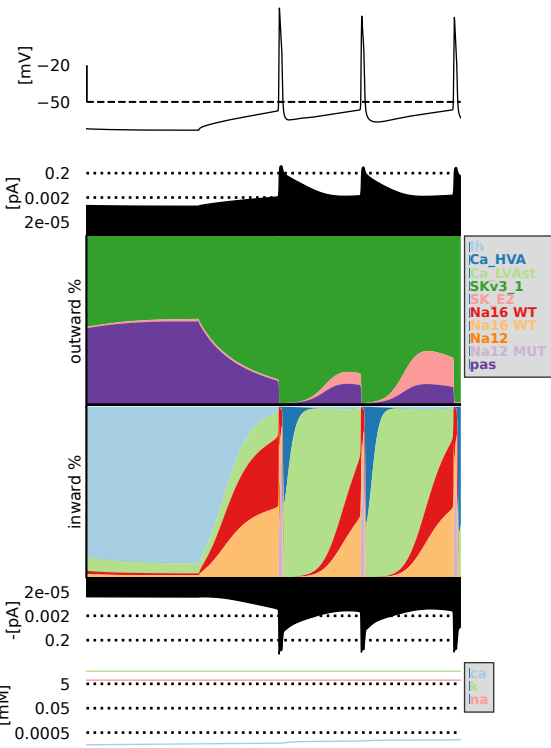 [mV]
−20
−50
[pA]
0.2
0.002
2e-05
outward %
Ih
Ca_HVA
Ca_LVAst
SKv3_1
SK_E2
Na16 WT
Na16 WT
Na12
Na12 MUT
pas
inward %
-[pA]
2e-05
0.002
0.2
[mM]
5
0.05
0.0005
ca
k
na